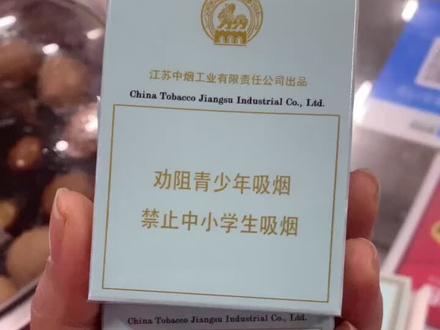 江苏中烟工业有限责任公司出品
China Tobacco Jiangsu Industrial Co., Ltd.
劝阻青少年吸烟
禁止中小学生吸烟
China Tobacco Jiangsu Industrial Co., Ltd.